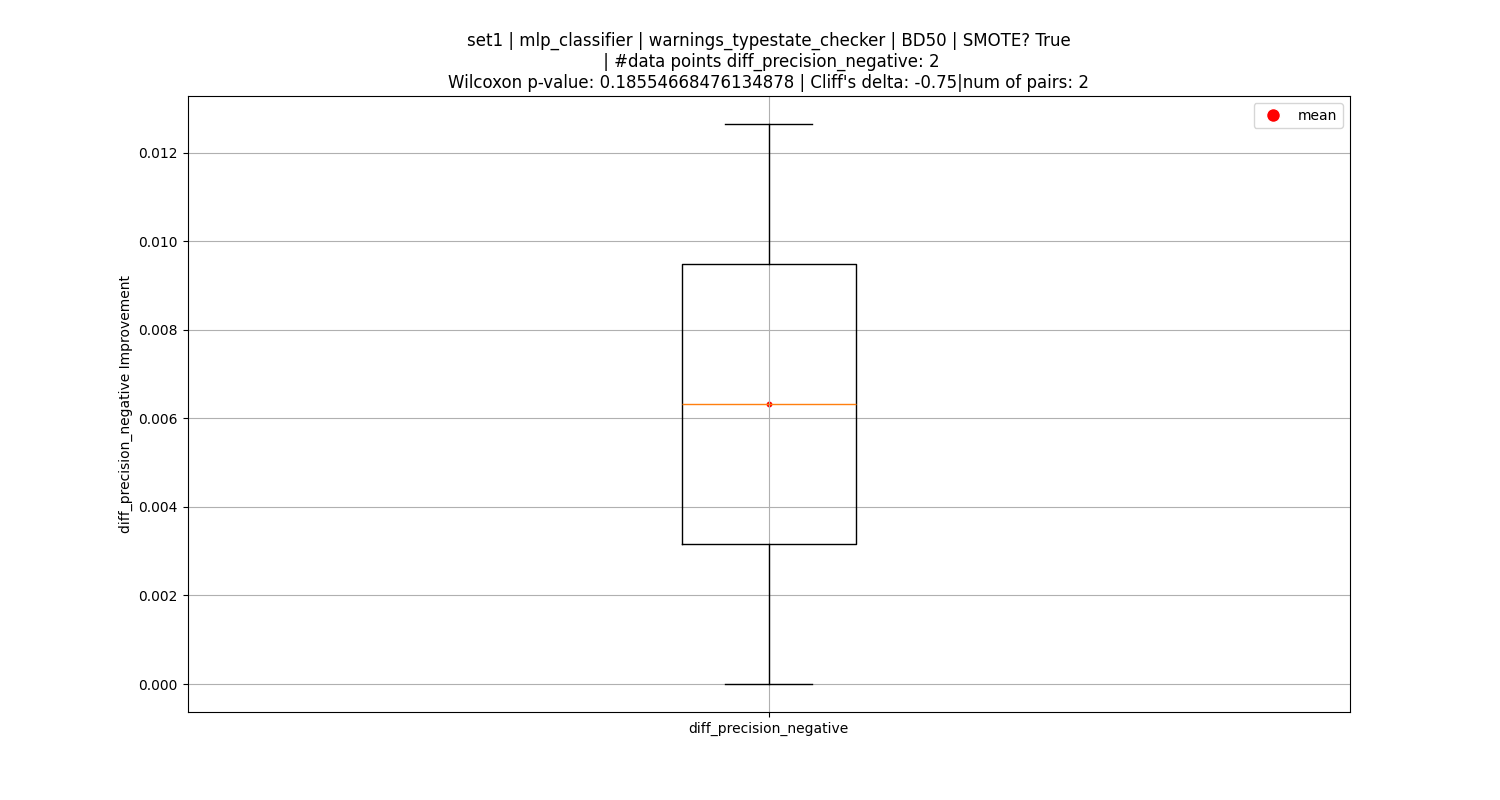 set1 | mlp_classifier | warnings_typestate_checker | BD50 | SMOTE? True
| #data points diff_precision_negative: 2
Wilcoxon p-value: 0.18554668476134878 | Cliff's delta: -0.75|num of pairs: 2
mean
0.012
0.010
0.008
0.006
0.004
0.002
0.000
diff_precision_negative Improvement
diff_precision_negative